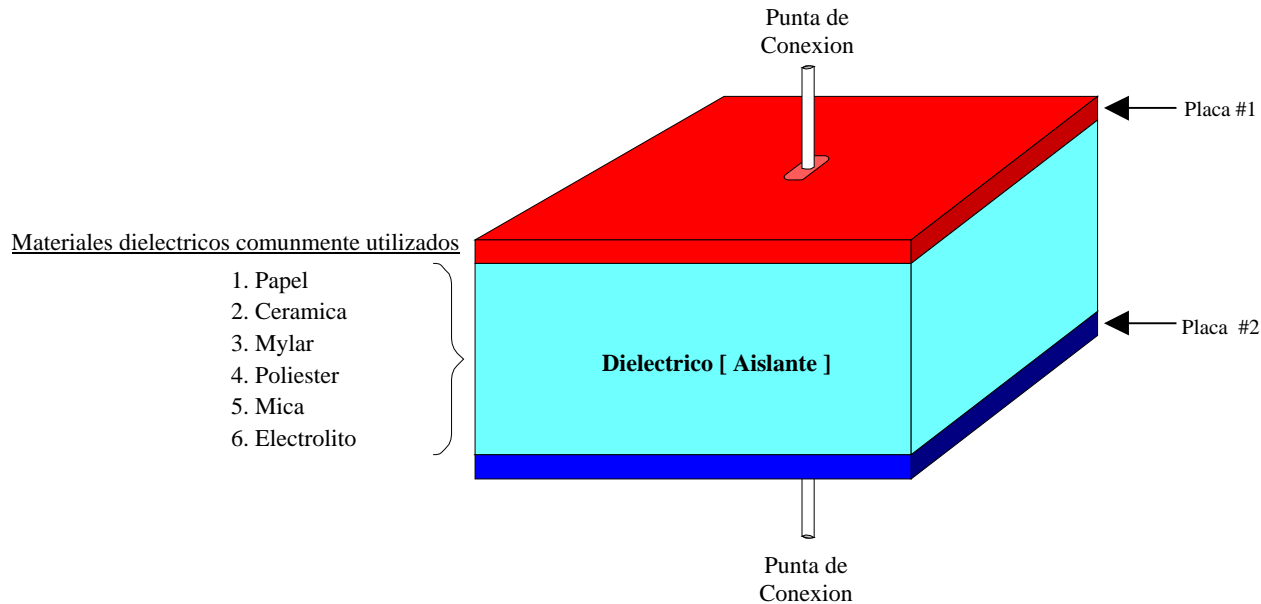 Punta de
Conexion
Placa #1
Materiales dielectricos comunmente utilizados
1. Papel
2. Ceramica
3. Mylar
4. Poliester
5. Mica
6. Electrolito
Dielectrico [ Aislante ]
Placa #2
Punta de
Conexion